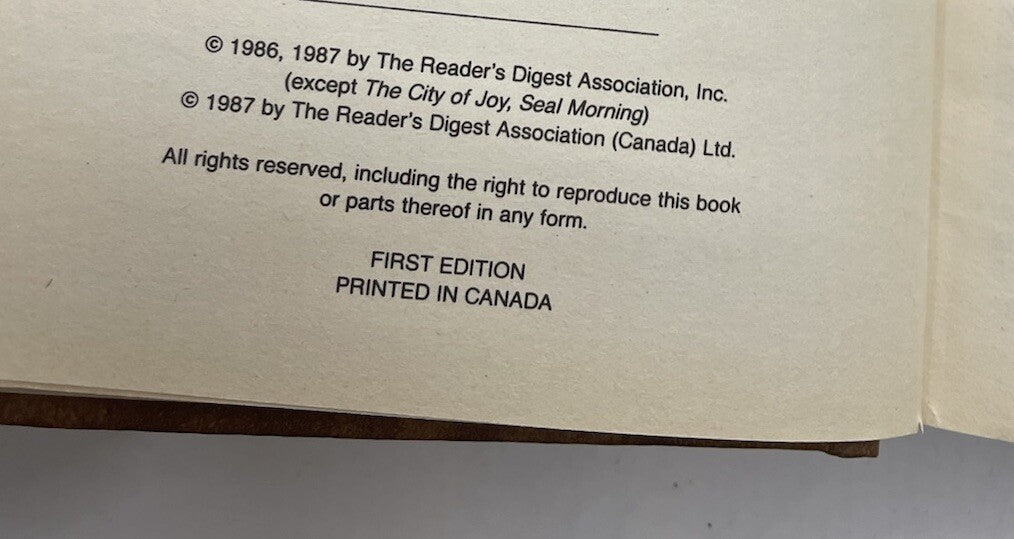 © 1986, 1987 by The Reader's Digest Association, Inc.
(except The City of Joy, Seal Morning)
© 1987 by The Reader's Digest Association (Canada) Ltd.
All rights reserved, including the right to reproduce this book
or parts thereof in any form.
FIRST EDITION
PRINTED IN CANADA